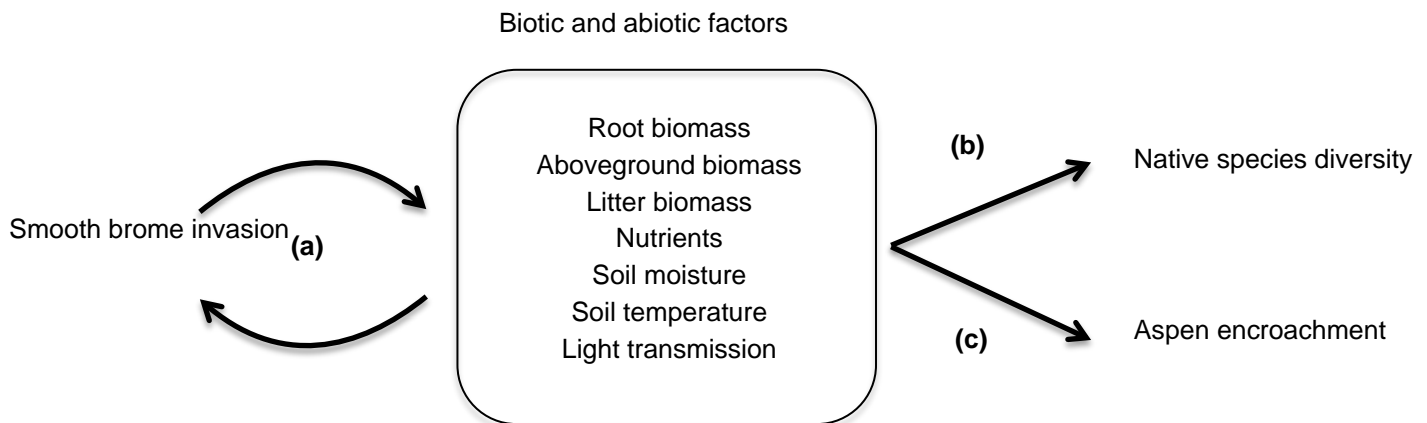 Biotic and abiotic factors
Smooth brome invasion
(a)
Root biomass
Aboveground biomass
Litter biomass
Nutrients
Soil moisture
Soil temperature
Light transmission
(b)
Native species diversity
(c)
Aspen encroachment